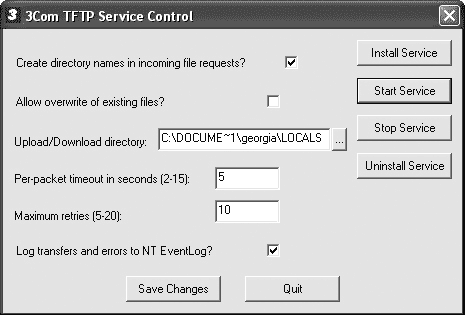 3 3Com TFTP Service Control
Create directory names in incoming file requests?
Install Service
Start Service
Allow overwrite of existing files?
Stop Service
Upload/Download directory: C:\DOCUME~1\georgia\LOCALS ...
Uninstall Service
Per-packet timeout in seconds (2-15): 5
Maximum retries (5-20): 10
Log transfers and errors to NT EventLog?
Save Changes Quit